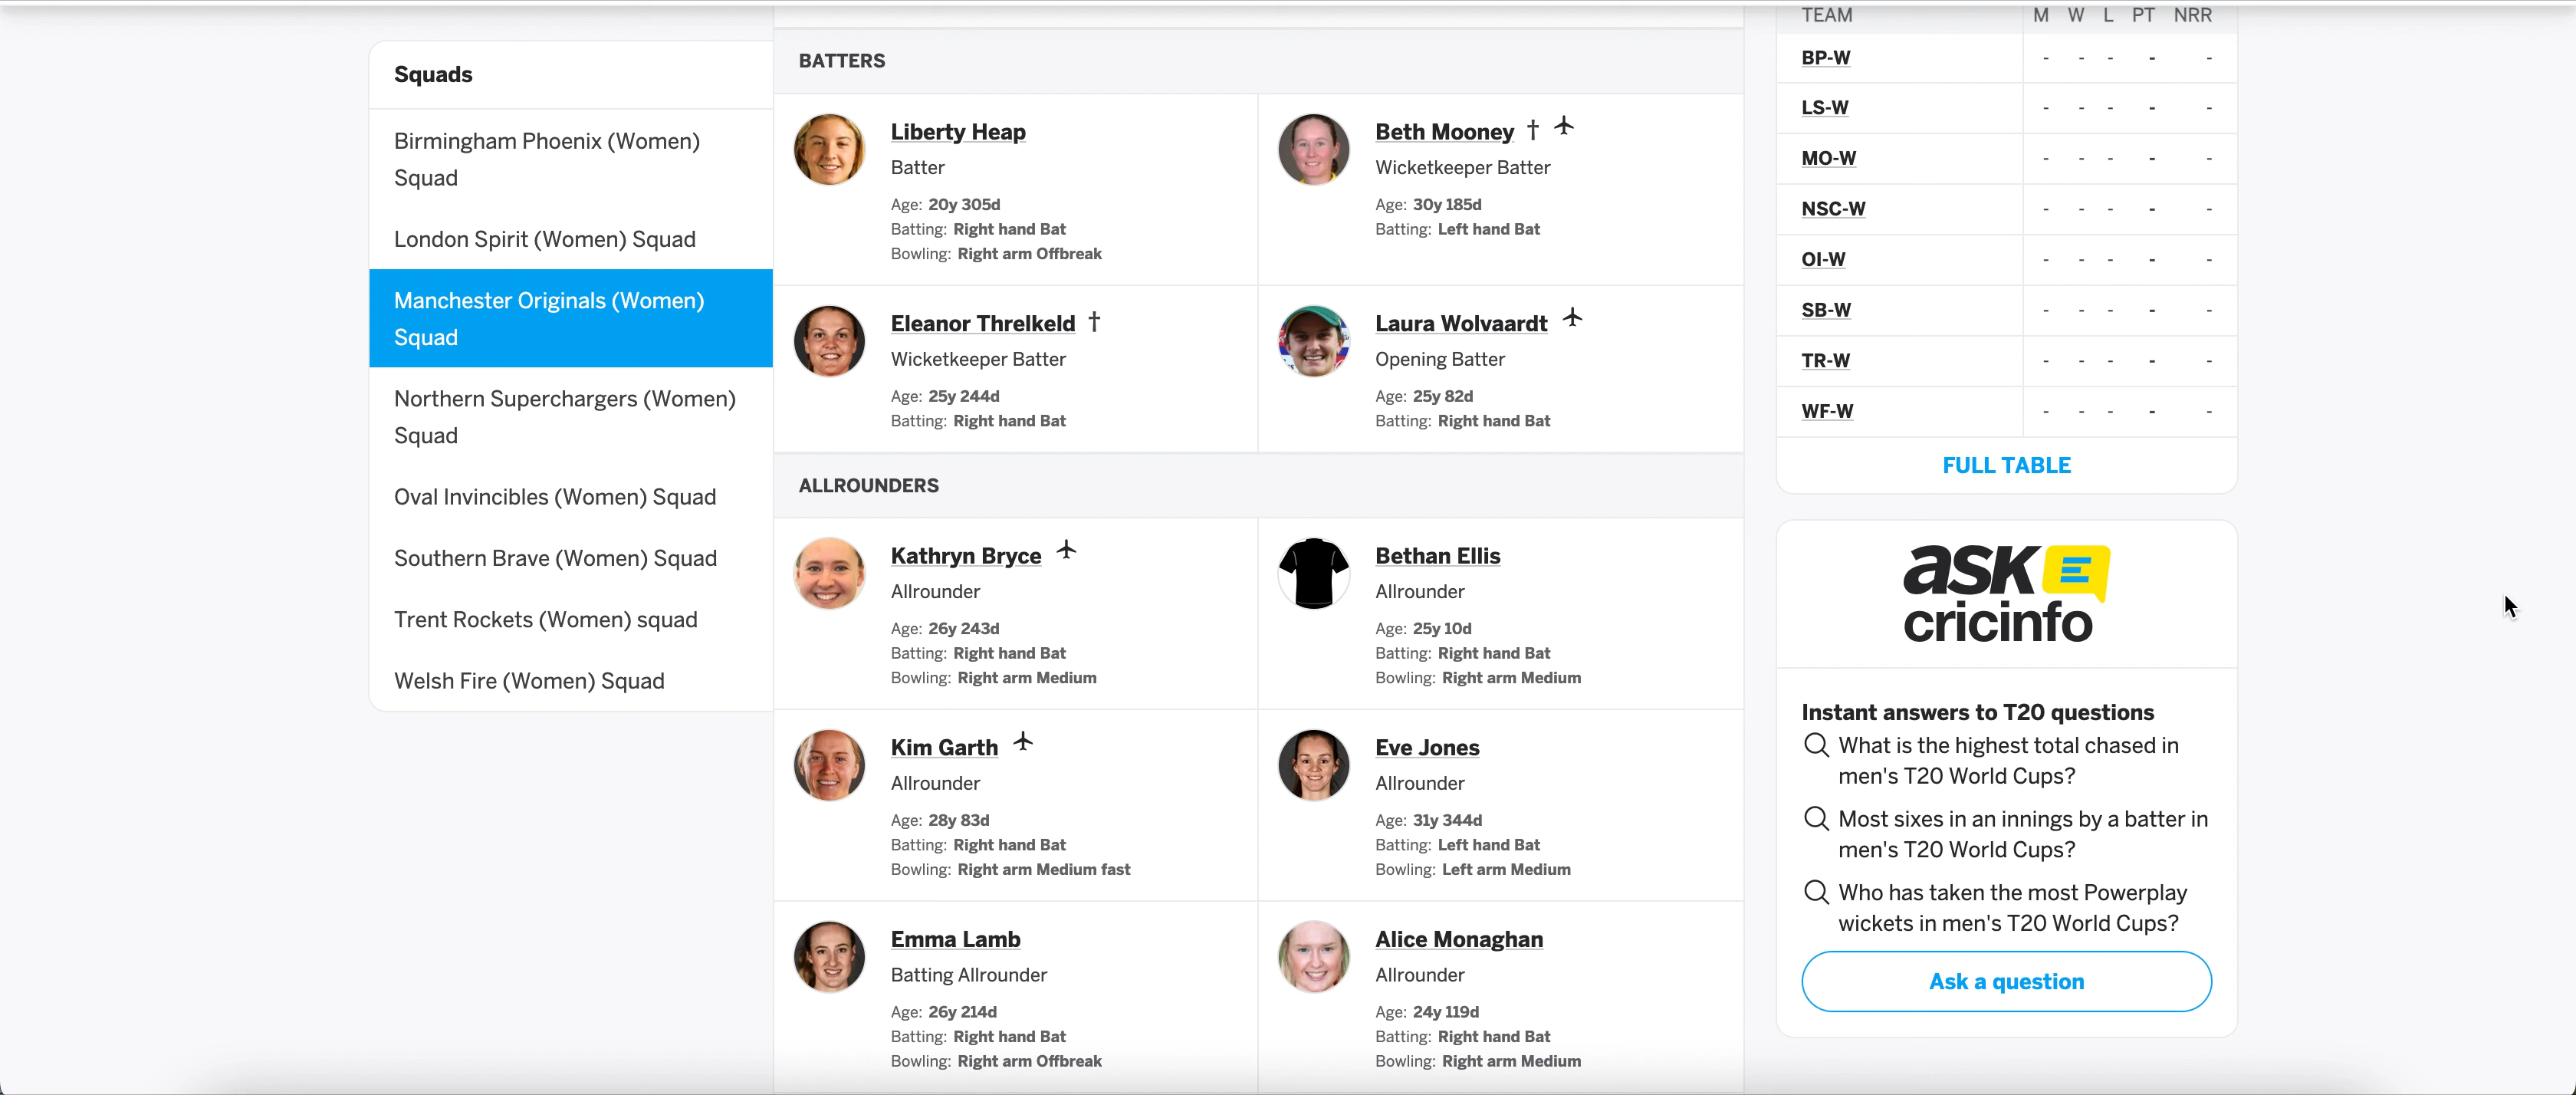 Squads
Birmingham Phoenix (Women)
Squad
London Spirit (Women) Squad
Manchester Originals (Women)
Squad
Northern Superchargers (Women)
Squad
Oval Invincibles (Women) Squad
Southern Brave (Women) Squad
Trent Rockets (Women) squad
Welsh Fire (Women) Squad
BATTERS
Liberty Heap
Batter
Age: 20y 305d
Batting: Right hand Bat
Bowling: Right arm Offbreak
Beth Mooney †
Wicketkeeper Batter
Age: 30y 185d
Batting: Left hand Bat
Eleanor Threlkeld †
Wicketkeeper Batter
Age: 25y 244d
Batting: Right hand Bat
Laura Wolvaardt
Opening Batter
Age: 25y 82d
Batting: Right hand Bat
ALLROUNDERS
Kathryn Bryce
Allrounder
Age: 26y 243d
Batting: Right hand Bat
Bowling: Right arm Medium
Bethan Ellis
Allrounder
Age: 25y 10d
Batting: Right hand Bat
Bowling: Right arm Medium
Kim Garth
Allrounder
Age: 28y 83d
Batting: Right hand Bat
Bowling: Right arm Medium fast
Eve Jones
Allrounder
Age: 31y 344d
Batting: Left hand Bat
Bowling: Left arm Medium
Emma Lamb
Batting Allrounder
Age: 26y 214d
Batting: Right hand Bat
Bowling: Right arm Offbreak
Alice Monaghan
Allrounder
Age: 24y 119d
Batting: Right hand Bat
Bowling: Right arm Medium
TEAM M W L PT NRR
BP-W - - - - -
LS-W - - - - -
MO-W - - - - -
NSC-W - - - - -
OI-W - - - - -
SB-W - - - - -
TR-W - - - - -
WF-W - - - - -
FULL TABLE
ask E
cricinfo
Instant answers to T20 questions
What is the highest total chased in
men's T20 World Cups?
Most sixes in an innings by a batter in
men's T20 World Cups?
Who has taken the most Powerplay
wickets in men's T20 World Cups?
Ask a question